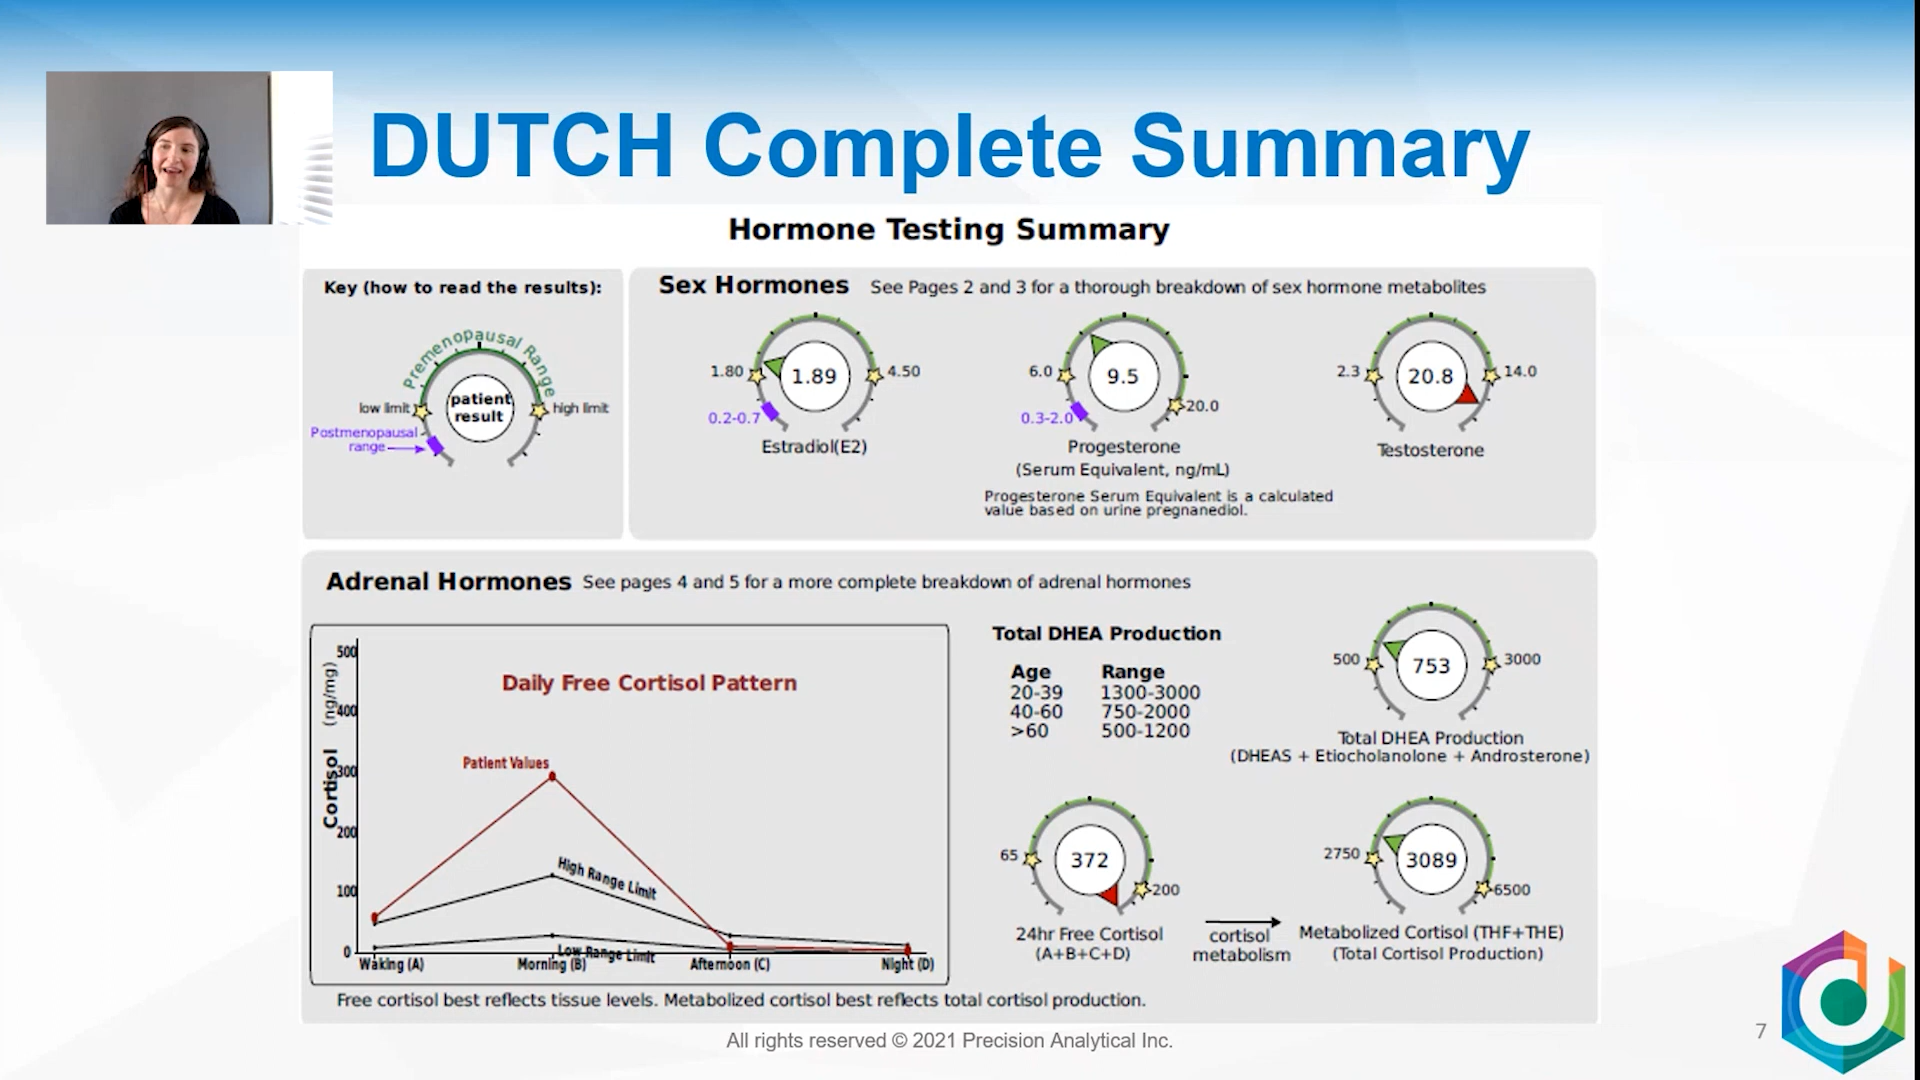 DUTCH Complete Summary
Hormone Testing Summary
Key (how to read the results):
Premenopausal Range
patient
result
low limit
high limit
Postmenopausal
range
Sex Hormones See Pages 2 and 3 for a thorough breakdown of sex hormone metabolites
1.80
1.89
4.50
0.2-0.7
Estradiol(E2)
6.0
9.5
20.0
0.3-2.0
Progesterone
(Serum Equivalent, ng/mL)
Progesterone Serum Equivalent is a calculated
value based on urine pregnanediol.
2.3
20.8
14.0
Testosterone
Adrenal Hormones See pages 4 and 5 for a more complete breakdown of adrenal hormones
Daily Free Cortisol Pattern
Cortisol (ng/mg)
500
400
300
200
100
0
Patient Values
High Range Limit
Low Range Limit
Waking (A)
Morning (B)
Afternoon (C)
Night (D)
Free cortisol best reflects tissue levels. Metabolized cortisol best reflects total cortisol production.
Total DHEA Production
Age Range
20-39 1300-3000
40-60 750-2000
>60 500-1200
500
753
3000
Total DHEA Production
(DHEAS + Etiocholanolone + Androsterone)
65
372
200
24hr Free Cortisol
(A+B+C+D)
cortisol
metabolism
2750
3089
6500
Metabolized Cortisol (THF+THE)
(Total Cortisol Production)
All rights reserved © 2021 Precision Analytical Inc.
7